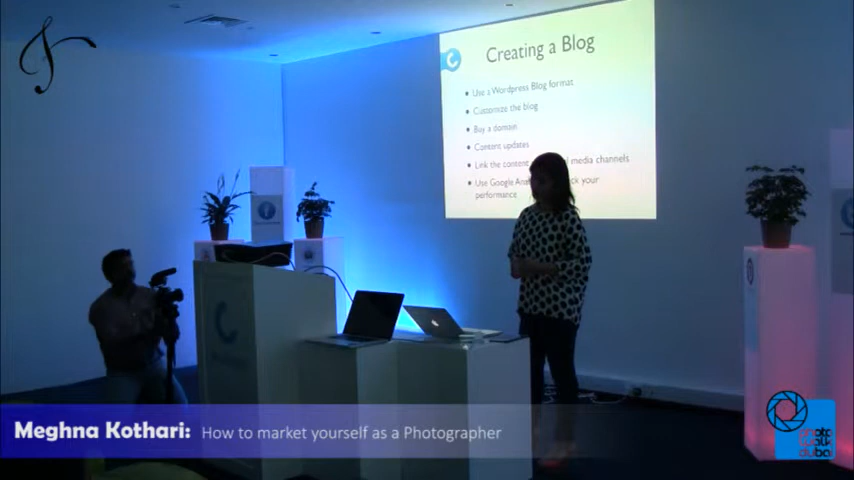 Creating a Blog
Use a Wordpress Blog format
Customize the blog
Buy a domain
Content updates
Link the content media channels
Use Google your
performance
Meghna Kothari: How to market yourself as a Photographer